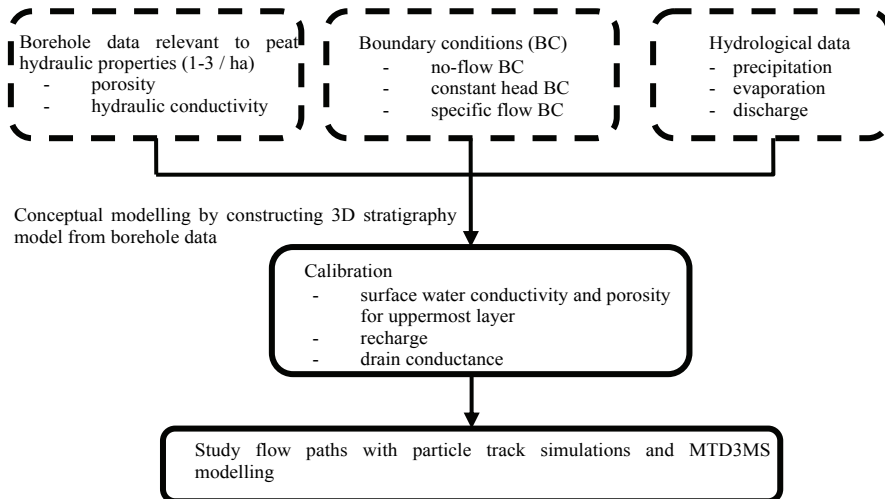 Borehole data relevant to peat
hydraulic properties (1-3 / ha)
- porosity
- hydraulic conductivity
Boundary conditions (BC)
- no-flow BC
- constant head BC
- specific flow BC
Hydrological data
- precipitation
- evaporation
- discharge
Conceptual modelling by constructing 3D stratigraphy
model from borehole data
Calibration
- surface water conductivity and porosity
for uppermost layer
- recharge
- drain conductance
Study flow paths with particle track simulations and MTD3MS
modelling